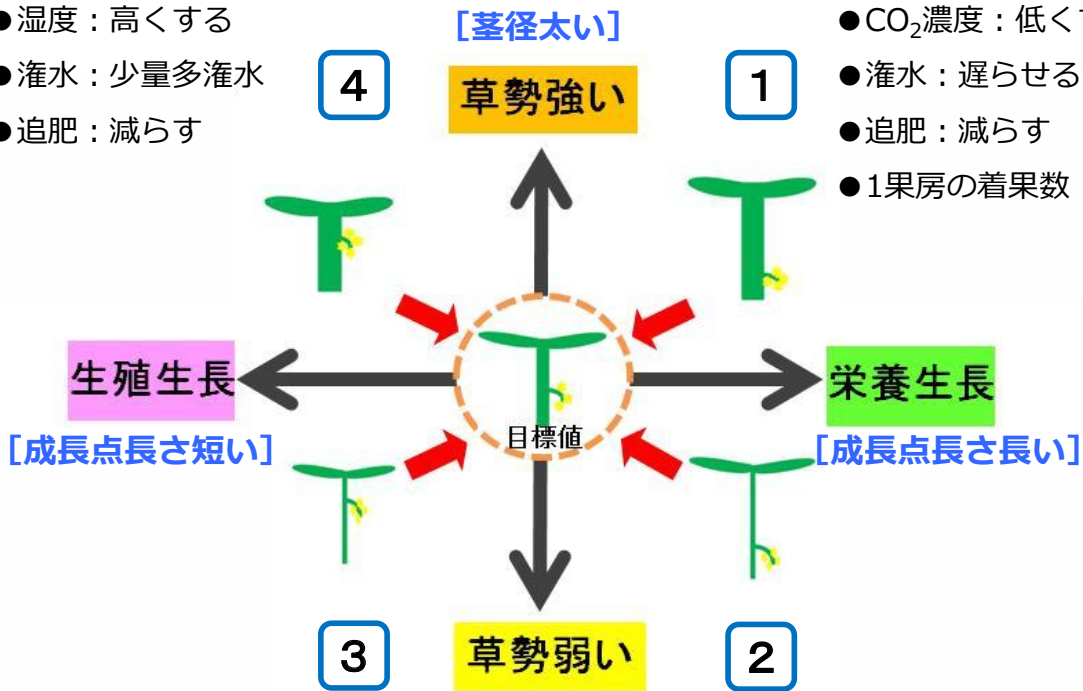 ●湿度：高くする
●潅水：少量多潅水
●追肥：減らす
4
[茎径太い]
草勢強い
1
●CO₂濃度：低く
●潅水：遅らせる
●追肥：減らす
●1果房の着果数
生殖生長
[成長点長さ短い]
目標値
栄養生長
[成長点長さ長い]
3
草勢弱い
2